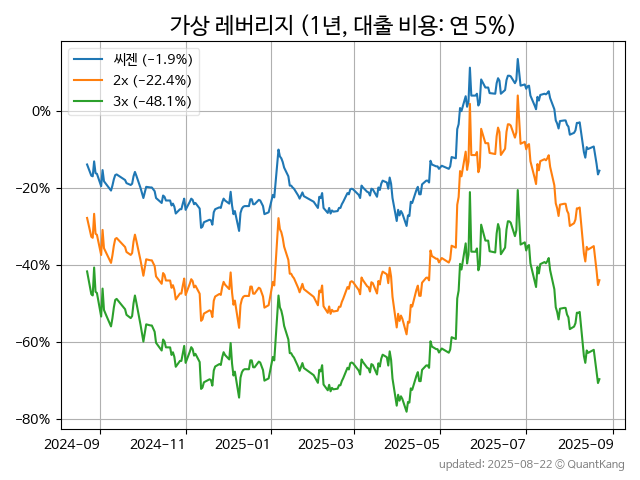 가상 레버리지 (1년, 대출 비용: 연 5%)
씨젠 (−1.9%)
2x (−22.4%)
3x (−48.1%)
0%
−20%
−40%
−60%
−80%
2024-09 2024-11 2025-01 2025-03 2025-05 2025-07 2025-09
updated: 2025-08-22 © QuantKang